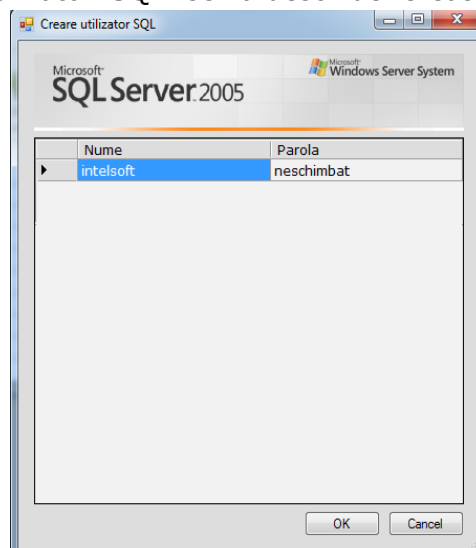 Creare utilizator SQL
Microsoft
SQL Server 2005
Microsoft
Windows Server System
Nume Parola
intelsoft neschimbat
OK Cancel